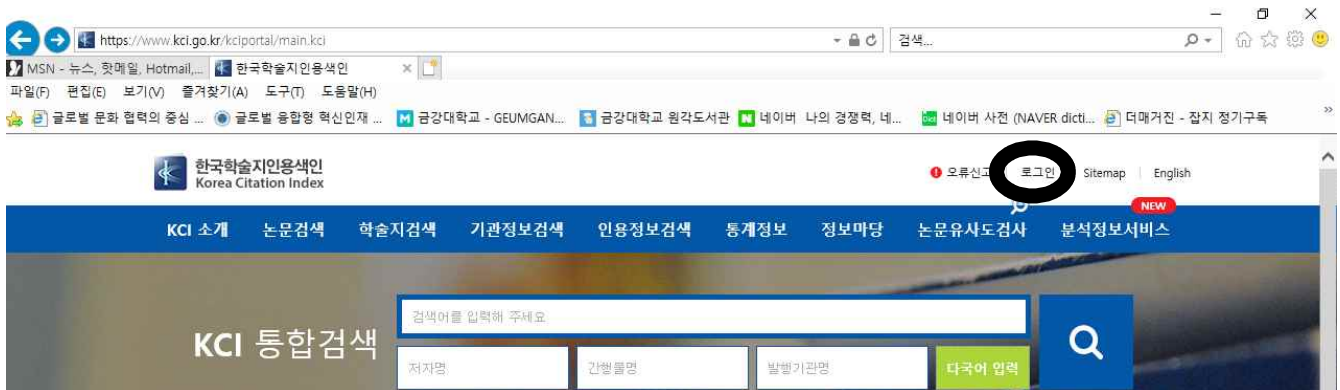 https://www.kci.go.kr/kciportal/main.kci
검색...
MSN - 뉴스, 핫메일, Hotmail,...
한국학술지인용색인
파일(F) 편집(E) 보기(V) 즐겨찾기(A) 도구(T) 도움말(H)
글로벌 문화 협력의 중심 ... 글로벌 융합형 혁신인재 ... 금강대학교 - GEUMGAN... 금강대학교 원각도서관 네이버 나의 경쟁력, 네... 네이버 사전 (NAVER dicti... 더매거진 - 잡지 정기구독
한국학술지인용색인
Korea Citation Index
오류신고 로그인 Sitemap English
NEW
KCI 소개 논문검색 학술지검색 기관정보검색 인용정보검색 통계정보 정보마당 논문유사도검사 분석정보서비스
검색어를 입력해 주세요
KCI 통합검색
저자명 간행물명 발행기관명 다국어 입력